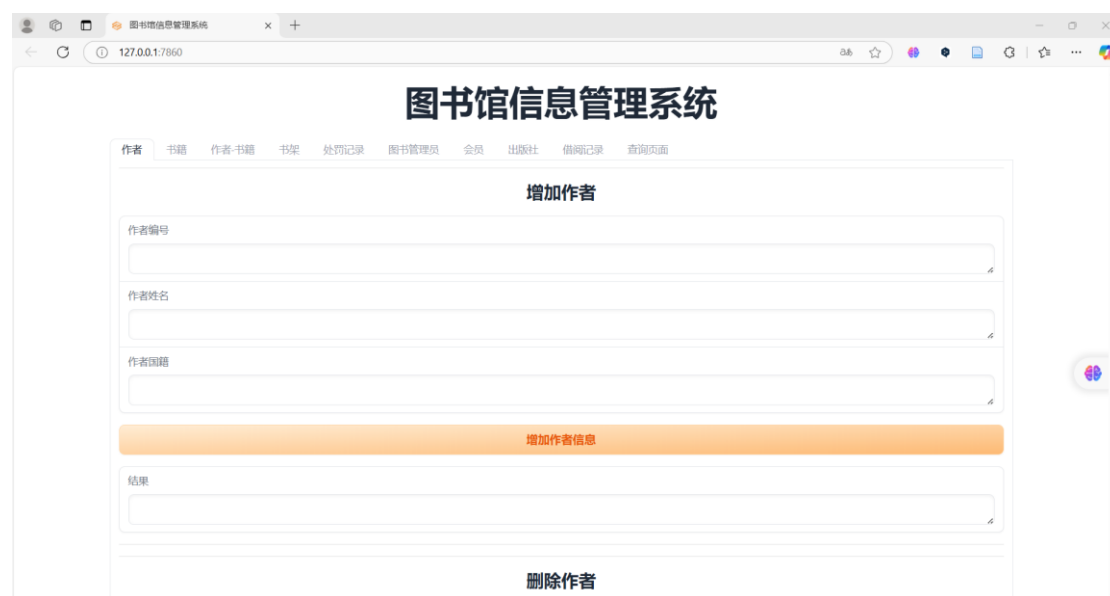 图书馆信息管理系统
127.0.0.1:7860
图书馆信息管理系统
作者 书籍 作者-书籍 书架 处罚记录 图书管理员 会员 出版社 借阅记录 查询页面
增加作者
作者编号
作者姓名
作者国籍
增加作者信息
结果
删除作者